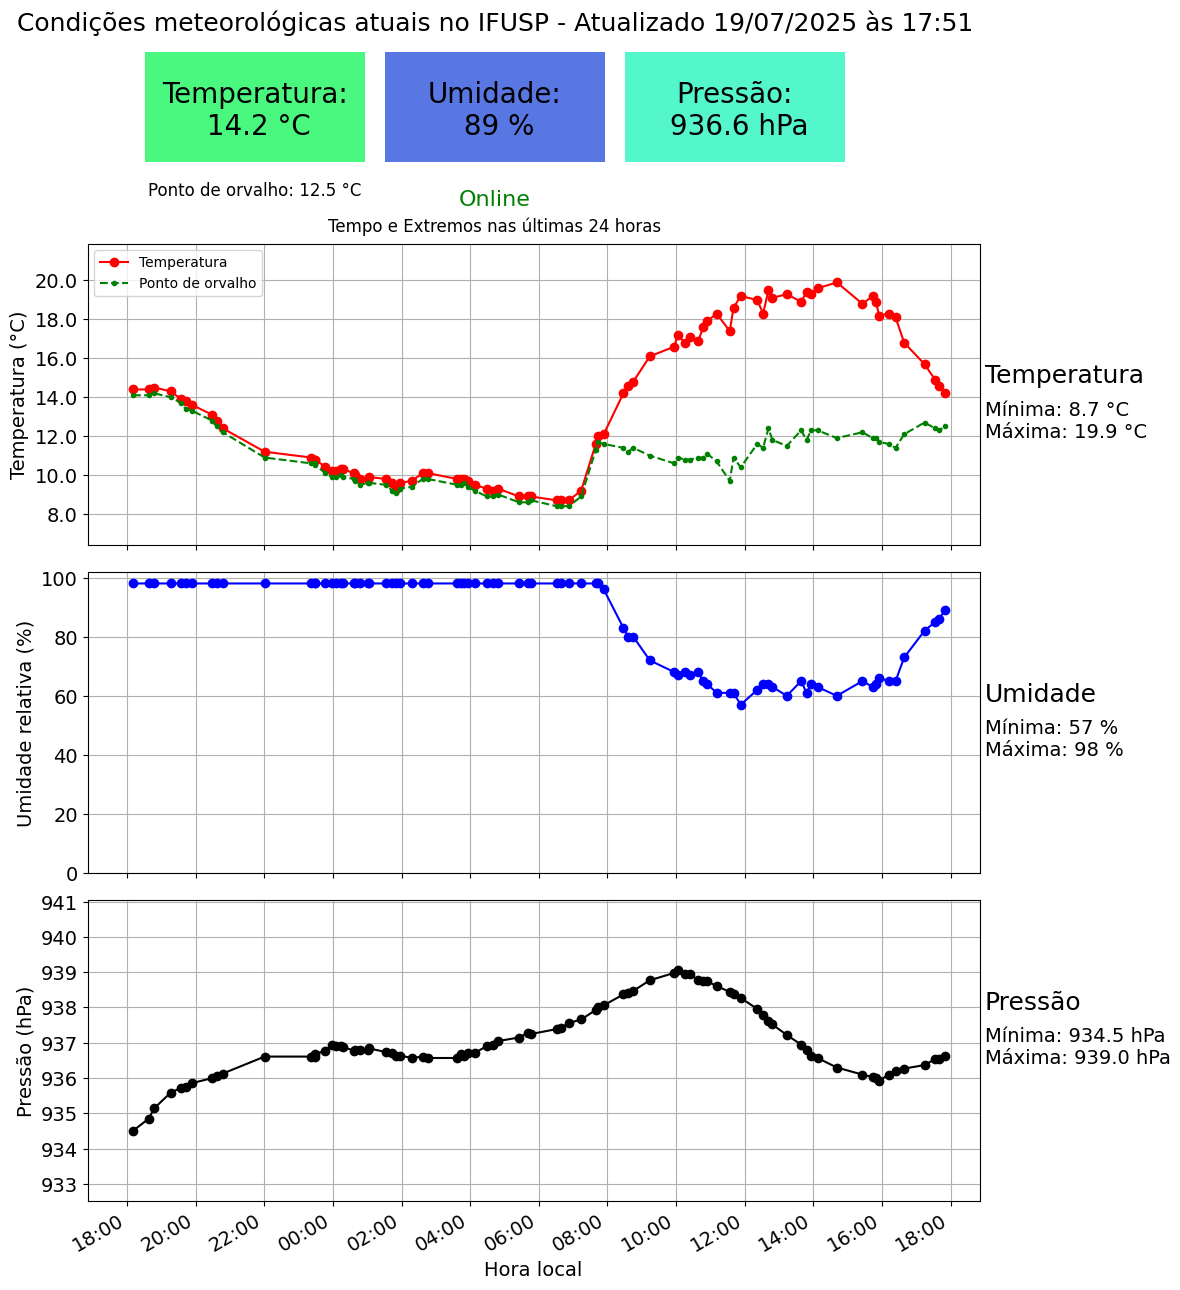 Condições meteorológicas atuais no IFUSP - Atualizado 19/07/2025 às 17:51
Temperatura:
14.2 °C
Umidade:
89 %
Pressão:
936.6 hPa
Ponto de orvalho: 12.5 °C
Online
Tempo e Extremos nas últimas 24 horas
Temperatura
Ponto de orvalho
Temperatura (°C)
20.0
18.0
16.0
14.0
12.0
10.0
8.0
Temperatura
Mínima: 8.7 °C
Máxima: 19.9 °C
Umidade relativa (%)
100
80
60
40
20
0
Umidade
Mínima: 57 %
Máxima: 98 %
Pressão (hPa)
941
940
939
938
937
936
935
934
933
Pressão
Mínima: 934.5 hPa
Máxima: 939.0 hPa
18:00
20:00
22:00
00:00
02:00
04:00
06:00
08:00
10:00
12:00
14:00
16:00
18:00
Hora local